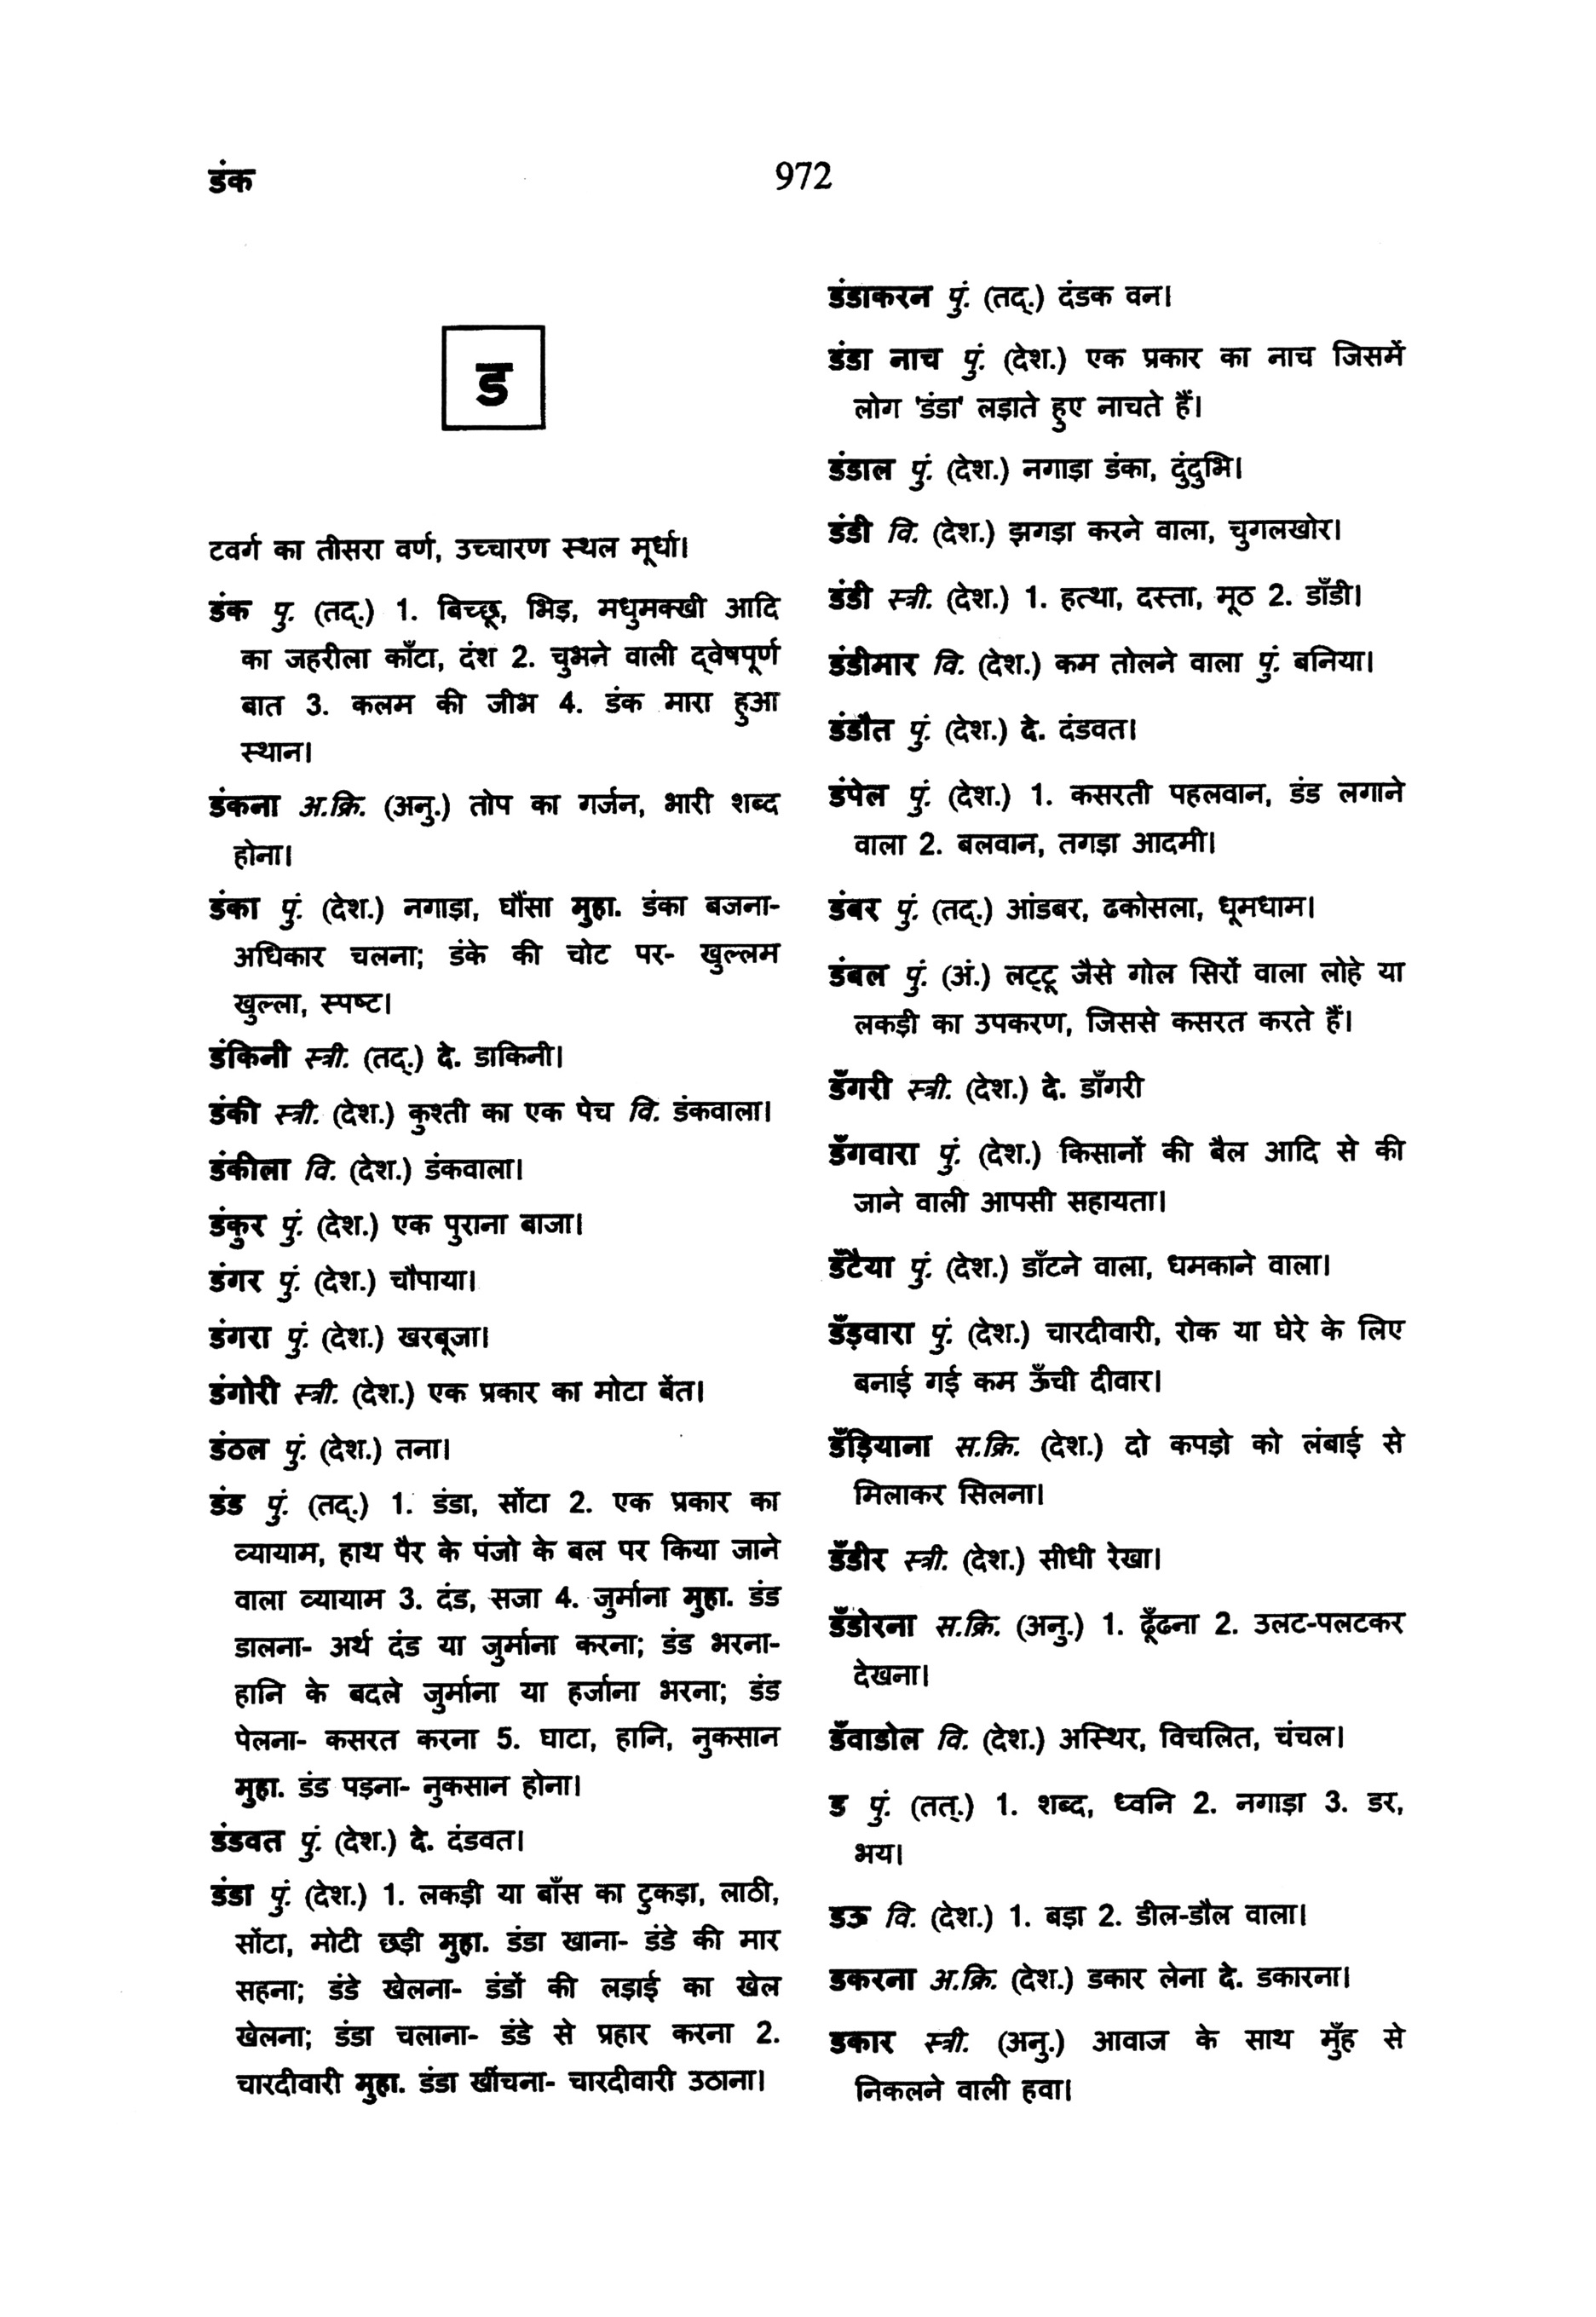 डंक
972
ड
टवर्ग का तीसरा वर्ण, उच्चारण स्थल मूर्धा।
डंक पु. (तद्.) 1. बिच्छू, भिड़, मधुमक्खी आदि
का जहरीला काँटा, दंश 2. चुभने वाली द्‌वेषपूर्ण
बात 3. कलम की जीभ 4. डंक मारा हुआ
स्थान।
डंकना अ.क्रि. (अनु.) तोप का गर्जन, भारी शब्द
होना।
डंका पुं. (देश.) नगाड़ा, घौंसा मुहा. डंका बजना-
अधिकार चलना; डंके की चोट पर- खुल्लम
खुल्ला, स्पष्ट।
डंकिनी स्त्री. (तद्.) दे. डाकिनी।
डंकी स्त्री. (देश.) कुश्ती का एक पेच वि. डंकवाला।
डंकीला वि. (देश.) डंकवाला।
डंकुर पुं. (देश.) एक पुराना बाजा।
डंगर पुं. (देश.) चौपाया।
डंगरा पुं. (देश.) खरबूजा।
डंगोरी स्त्री. (देश.) एक प्रकार का मोटा बेंत।
डंठल पुं. (देश.) तना।
डंड पुं. (तद्.) 1. डंडा, सोंटा 2. एक प्रकार का
व्यायाम, हाथ पैर के पंजो के बल पर किया जाने
वाला व्यायाम 3. दंड, सजा 4. जुर्माना मुहा. डंड
डालना- अर्थ दंड या जुर्माना करना; डंड भरना-
हानि के बदले जुर्माना या हर्जाना भरना; डंड
पेलना- कसरत करना 5. घाटा, हानि, नुकसान
मुहा. डंड पड़ना- नुकसान होना।
डंडवत पुं. (देश.) दे. दंडवत।
डंडा पुं. (देश.) 1. लकड़ी या बाँस का टुकड़ा, लाठी,
सोंटा, मोटी छड़ी मुहा. डंडा खाना- डंडे की मार
सहना; डंडे खेलना- डंडों की लड़ाई का खेल
खेलना; डंडा चलाना- डंडे से प्रहार करना 2.
चारदीवारी मुहा. डंडा खींचना- चारदीवारी उठाना।
डंडाकरन पुं. (तद्.) दंडक वन।
डंडा नाच पुं. (देश.) एक प्रकार का नाच जिसमें
लोग 'डंडा' लड़ाते हुए नाचते हैं।
डंडाल पुं. (देश.) नगाड़ा डंका, दुंदुभि।
डंडी वि. (देश.) झगड़ा करने वाला, चुगलखोर।
डंडी स्त्री. (देश.) 1. हत्था, दस्ता, मूठ 2. डाँडी।
डंडीमार वि. (देश.) कम तोलने वाला पुं. बनिया।
डंडौत पुं. (देश.) दे. दंडवत।
डंपेल पुं. (देश.) 1. कसरती पहलवान, डंड लगाने
वाला 2. बलवान, तगड़ा आदमी।
डंबर पुं. (तद्.) आंडबर, ढकोसला, धूमधाम।
डंबल पुं. (अं.) लट्‌टू जैसे गोल सिरों वाला लोहे या
लकड़ी का उपकरण, जिससे कसरत करते हैं।
डँगरी स्त्री. (देश.) दे. डाँगरी
डँगवारा पुं. (देश.) किसानों की बैल आदि से की
जाने वाली आपसी सहायता।
डँटैया पुं. (देश.) डाँटने वाला, धमकाने वाला।
डँड़वारा पुं. (देश.) चारदीवारी, रोक या घेरे के लिए
बनाई गई कम ऊँची दीवार।
डँड़ियाना स.क्रि. (देश.) दो कपड़ो को लंबाई से
मिलाकर सिलना।
डँडीर स्त्री. (देश.) सीधी रेखा।
डँडोरना स.क्रि. (अनु.) 1. ढूँढना 2. उलट-पलटकर
देखना।
डँवाडोल वि. (देश.) अस्थिर, विचलित, चंचल।
ड पुं. (तत्.) 1. शब्द, ध्वनि 2. नगाड़ा 3. डर,
भय।
डऊ वि. (देश.) 1. बड़ा 2. डील-डौल वाला।
डकरना अ.क्रि. (देश.) डकार लेना दे. डकारना।
डकार स्त्री. (अनु.) आवाज के साथ मुँह से
निकलने वाली हवा।